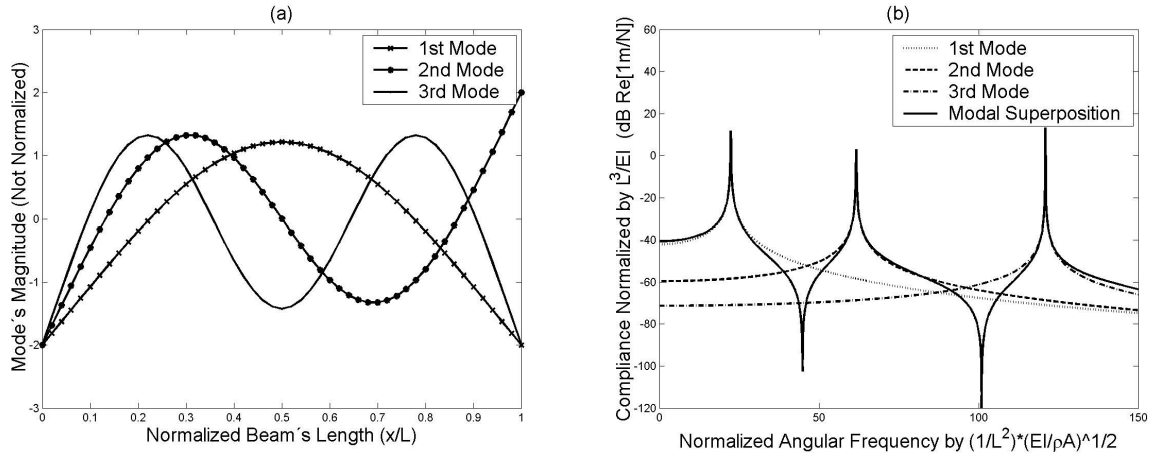 (a)
3
2
1
0
-1
-2
-3
0 0.1 0.2 0.3 0.4 0.5 0.6 0.7 0.8 0.9 1
Mode´s Magnitude (Not Normalized)
Normalized Beam´s Length (x/L)
1st Mode
2nd Mode
3rd Mode
(b)
60
40
20
0
-20
-40
-60
-80
-100
-120
0 50 100 150
Compliance Normalized by L^3/EI (dB Re[1m/N])
Normalized Angular Frequency by (1/L^2)*(EI/ρA)^1/2
1st Mode
2nd Mode
3rd Mode
Modal Superposition